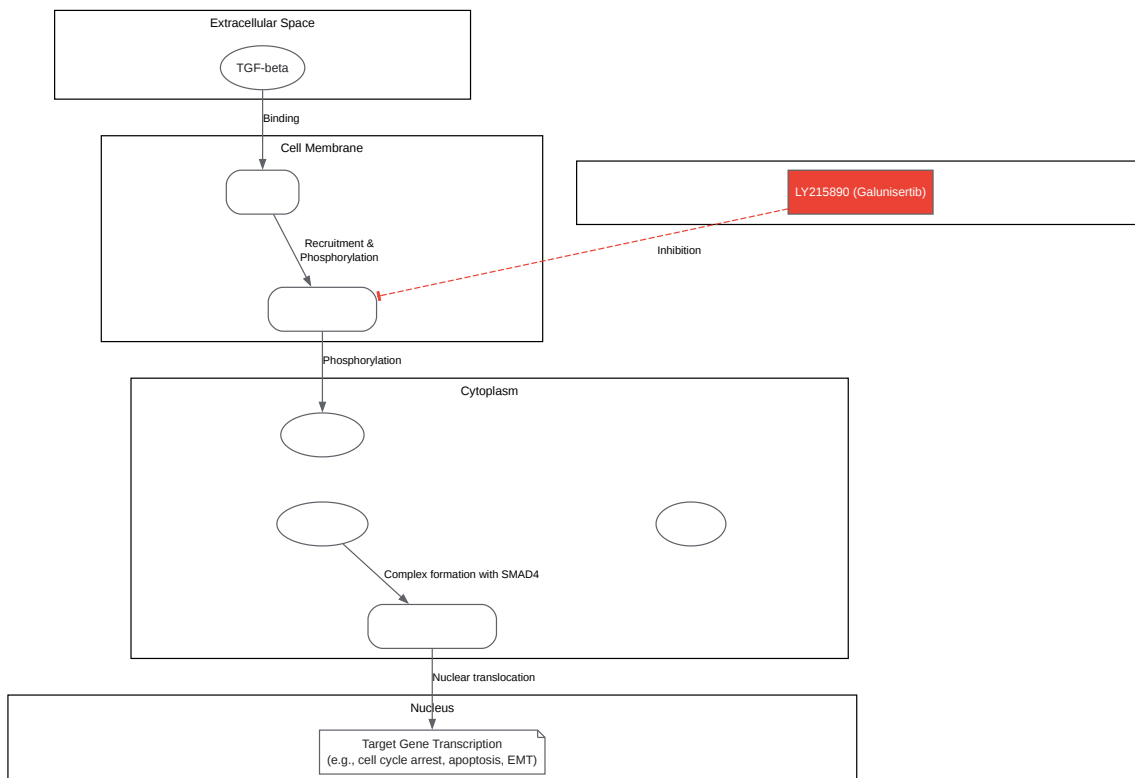 Extracellular Space
TGF-beta
Binding
Cell Membrane
LY215890 (Galunisertib)
Recruitment &
Phosphorylation
Inhibition
Phosphorylation
Cytoplasm
Complex formation with SMAD4
Nuclear translocation
Nucleus
Target Gene Transcription
(e.g., cell cycle arrest, apoptosis, EMT)